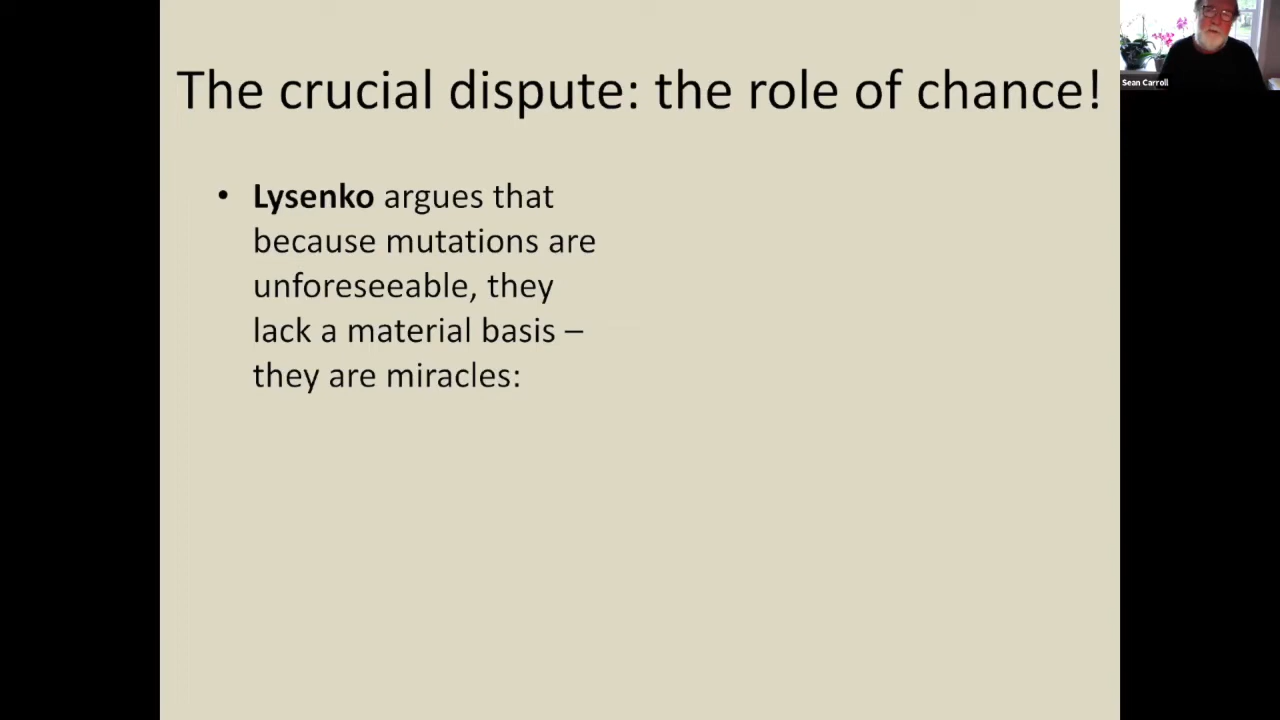 The crucial dispute: the role of chance!
• Lysenko argues that
because mutations are
unforeseeable, they
lack a material basis –
they are miracles:
Sean Carroll